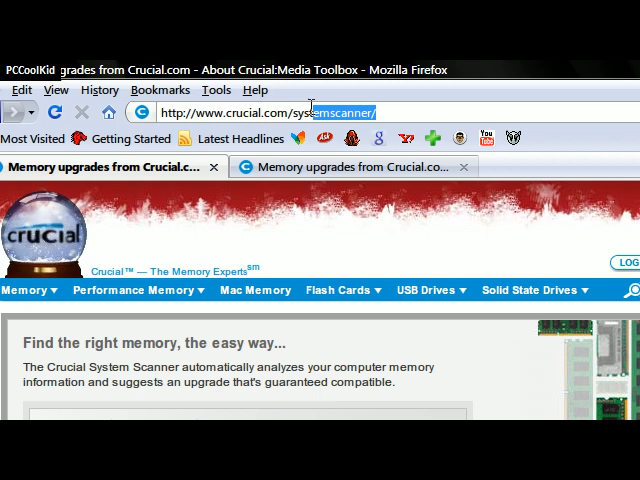 PCCoolKid
grades from Crucial.com - About Crucial:Media Toolbox - Mozilla Firefox
Edit View History Bookmarks Tools Help
http://www.crucial.com/systemscanner/
Most Visited Getting Started Latest Headlines g Y! You Tube
Memory upgrades from Crucial.c... Memory upgrades from Crucial.co...
crucial
Crucial™ — The Memory Experts℠
LOG
Memory Performance Memory Mac Memory Flash Cards USB Drives Solid State Drives
Find the right memory, the easy way...
The Crucial System Scanner automatically analyzes your computer memory
information and suggests an upgrade that's guaranteed compatible.